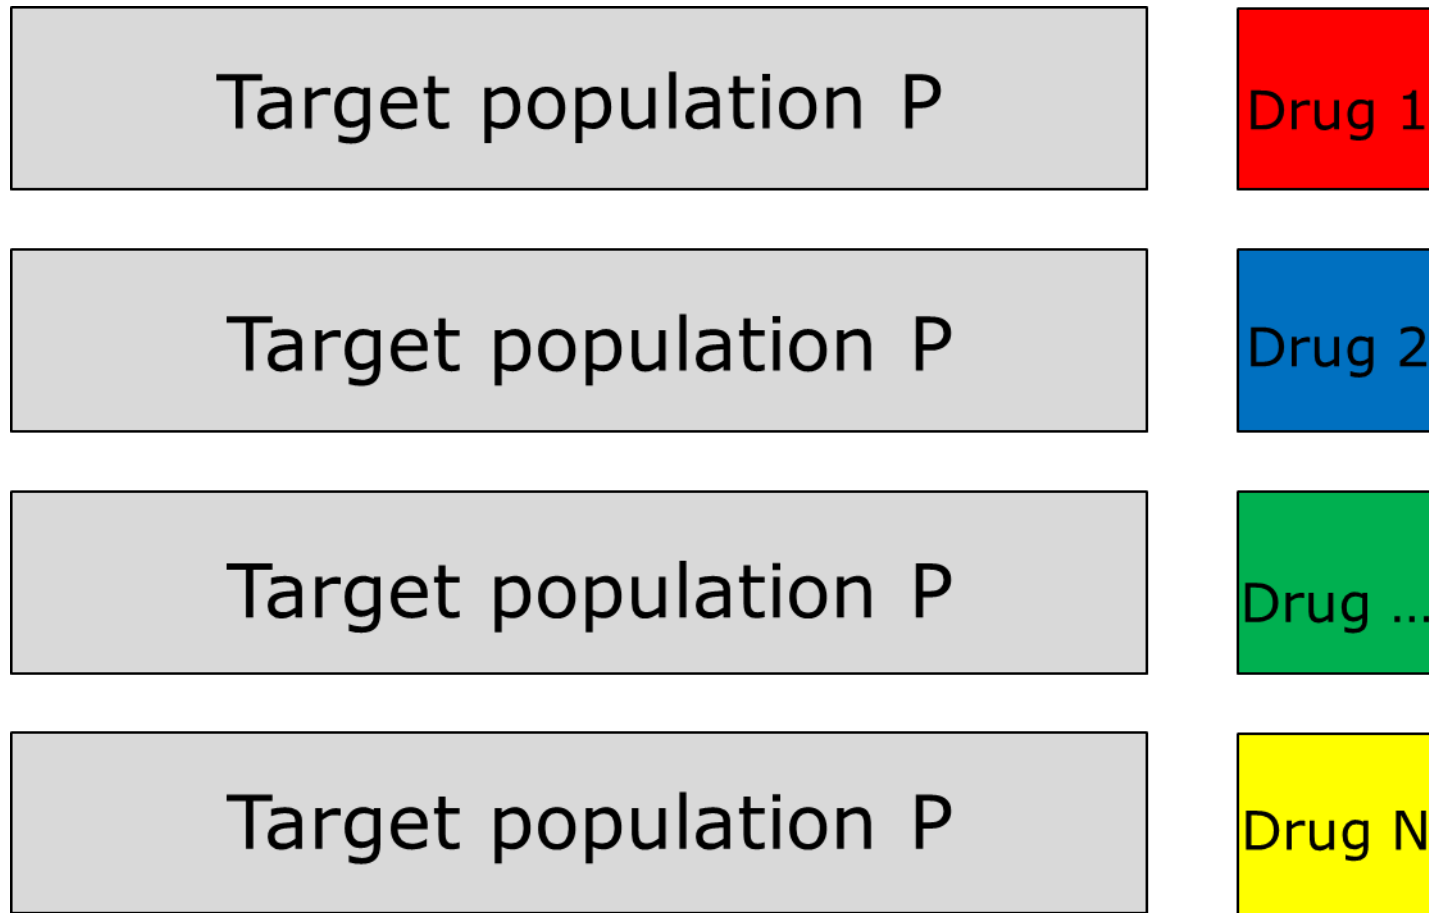 Target population P
Drug 1
Target population P
Drug 2
Target population P
Drug ...
Target population P
Drug N